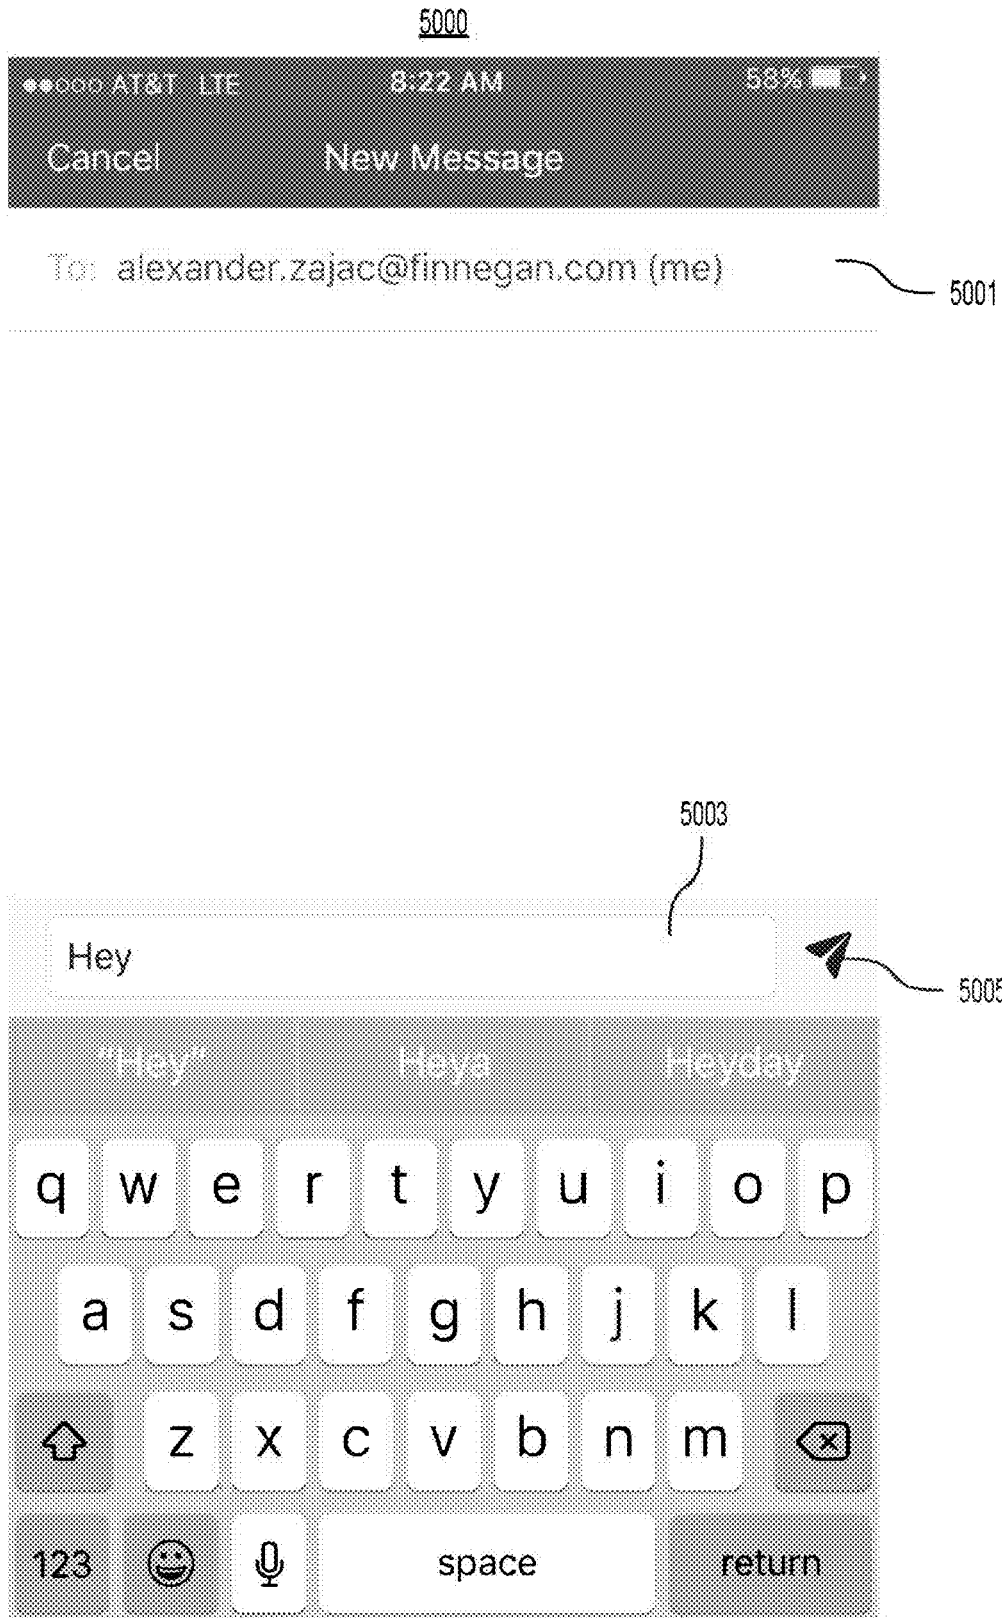 5000
AT&T LTE 8:22 AM 58%
Cancel New Message
To: alexander.zajac@finnegan.com (me)
5001
5003
Hey
5005
"Hey" Heya Heyday
q w e r t y u i o p
a s d f g h j k l
z x c v b n m
123 space return